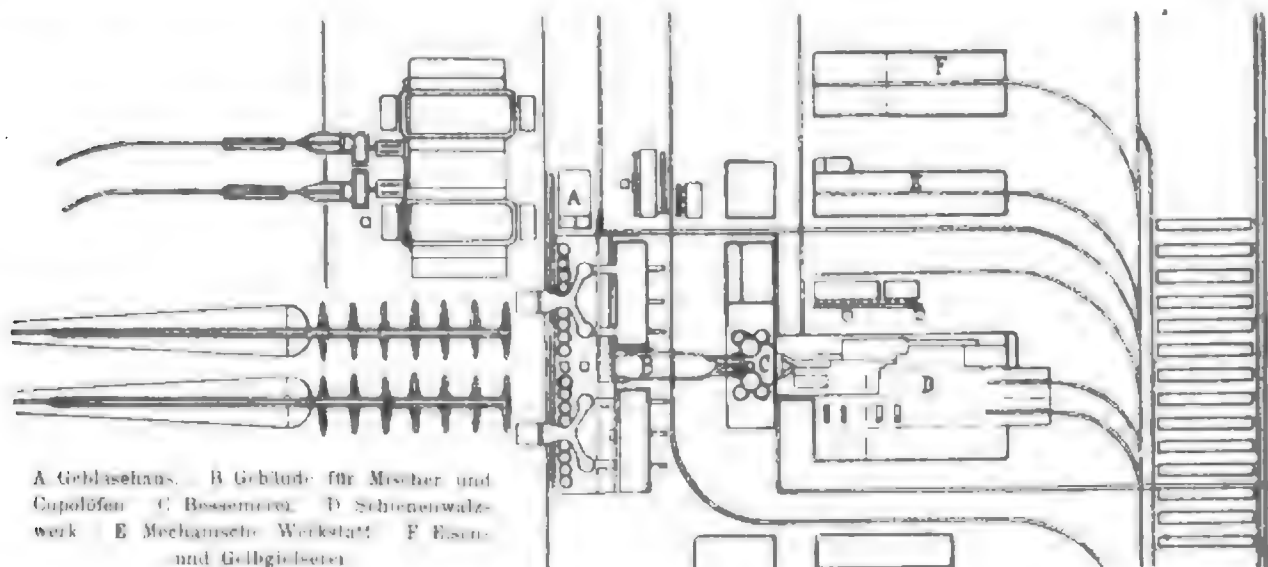 A
C
D
E
F
A Gebläsehaus. B Gebäude für Mischer und
Cupolöfen C Bessemerei. D Schienenwalz-
werk E Mechanische Werkstatt F Eisen-
und Gelbgießerei